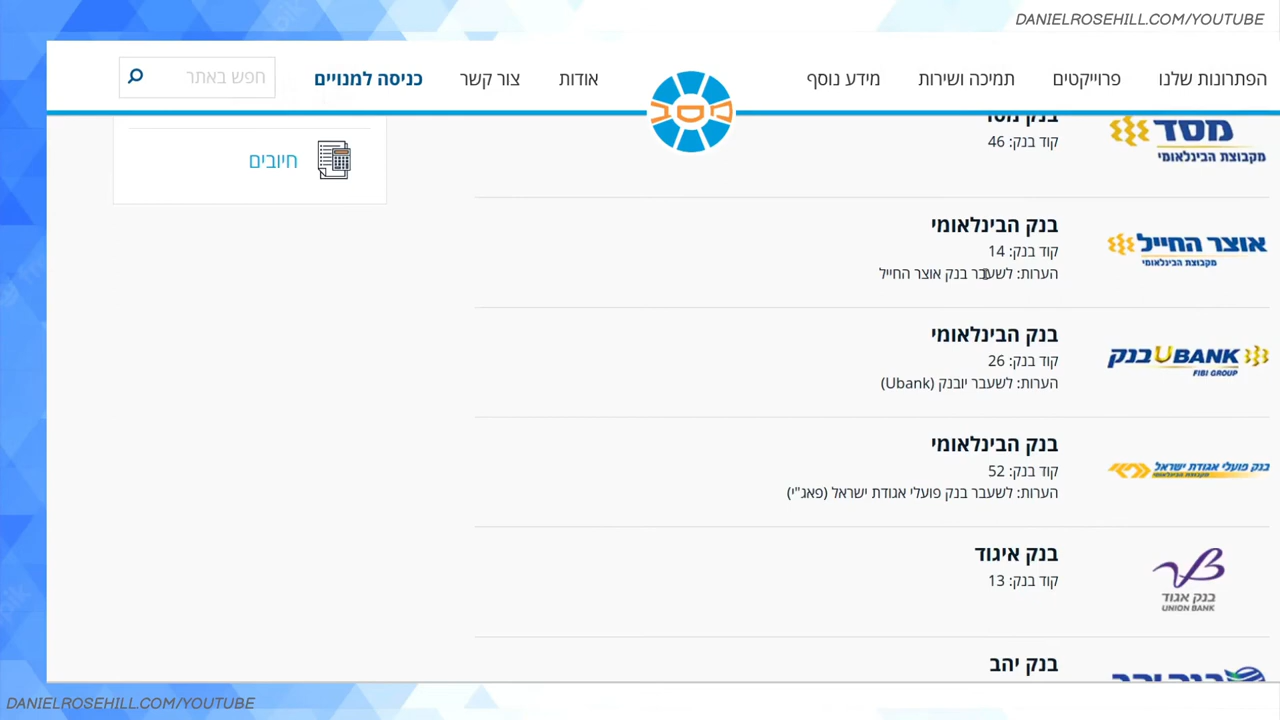 DANIELROSEHILL.COM/YOUTUBE
הפתרונות שלנו
פרוייקטים
תמיכה ושירות
מידע נוסף
אודות
צור קשר
כניסה למנויים
חפש באתר
חיובים
מסד
מקבוצת הבינלאומי
בנק מסד
קוד בנק: 46
אוצר החייל
מקבוצת הבינלאומי
בנק הבינלאומי
קוד בנק: 14
הערות: לשעבר בנק אוצר החייל
UBANK בנק
FIBI GROUP
בנק הבינלאומי
קוד בנק: 26
הערות: לשעבר יובנק (Ubank)
בנק פועלי אגודת ישראל
מקבוצת הבינלאומי
בנק הבינלאומי
קוד בנק: 52
הערות: לשעבר בנק פועלי אגודת ישראל (פאג"י)
בנק אגוד
UNION BANK
בנק איגוד
קוד בנק: 13
בנק יהב
DANIELROSEHILL.COM/YOUTUBE